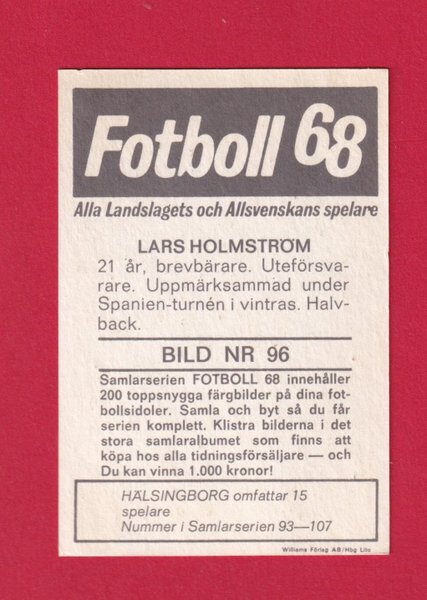 Fotboll 68
Alla Landslagets och Allsvenskans spelare
LARS HOLMSTRÖM
21 år, brevbärare. Uteförsva-
rare. Uppmärksammad under
Spanien-turnén i vintras. Halv-
back.
BILD NR 96
Samlarserien FOTBOLL 68 innehåller
200 toppsnygga färgbilder på dina fot-
bollsidoler. Samla och byt så du får
serien komplett. Klistra bilderna i det
stora samlaralbumet som finns att
köpa hos alla tidningsförsäljare — och
Du kan vinna 1.000 kronor!
HÄLSINGBORG omfattar 15
spelare
Nummer i Samlarserien 93—107
Williams Förlag AB/Hbg Lito